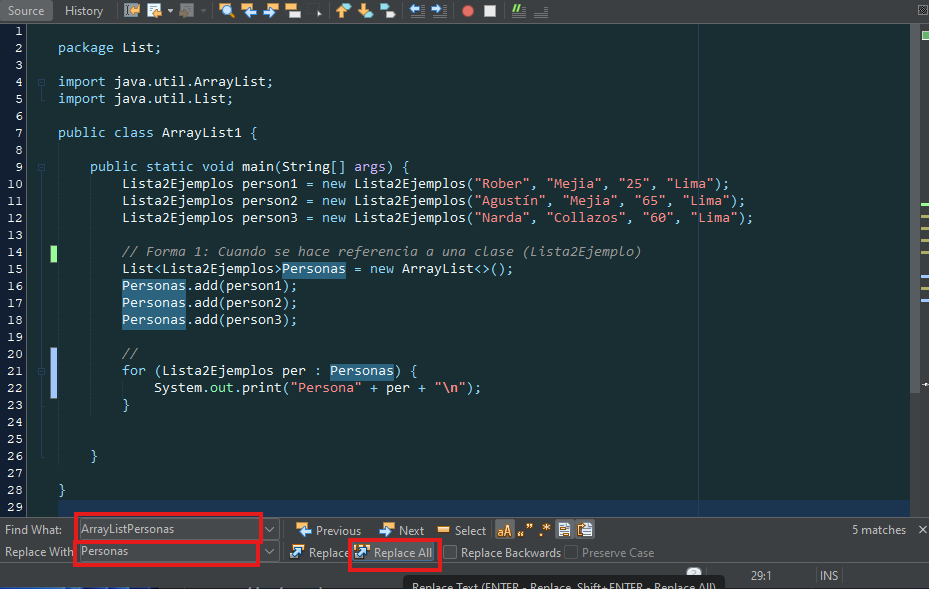 Source History
1
2 package List;
3
4 import java.util.ArrayList;
5 import java.util.List;
6
7 public class ArrayList1 {
8
9 public static void main(String[] args) {
10 Lista2Ejemplos person1 = new Lista2Ejemplos("Rober", "Mejia", "25", "Lima");
11 Lista2Ejemplos person2 = new Lista2Ejemplos("Agustín", "Mejia", "65", "Lima");
12 Lista2Ejemplos person3 = new Lista2Ejemplos("Narda", "Collazos", "60", "Lima");
13
14 // Forma 1: Cuando se hace referencia a una clase (Lista2Ejemplo)
15 List<Lista2Ejemplos>Personas = new ArrayList<>();
16 Personas.add(person1);
17 Personas.add(person2);
18 Personas.add(person3);
19
20 //
21 for (Lista2Ejemplos per : Personas) {
22 System.out.print("Persona" + per + "\n");
23 }
24
25
26 }
27
28 }
29
Find What: ArrayListPersonas Previous Next Select aA „" .* 5 matches
Replace With Personas Replace Replace All Replace Backwards Preserve Case
29:1 INS
Replace Text (ENTER - Replace, Shift+ENTER - Replace All)